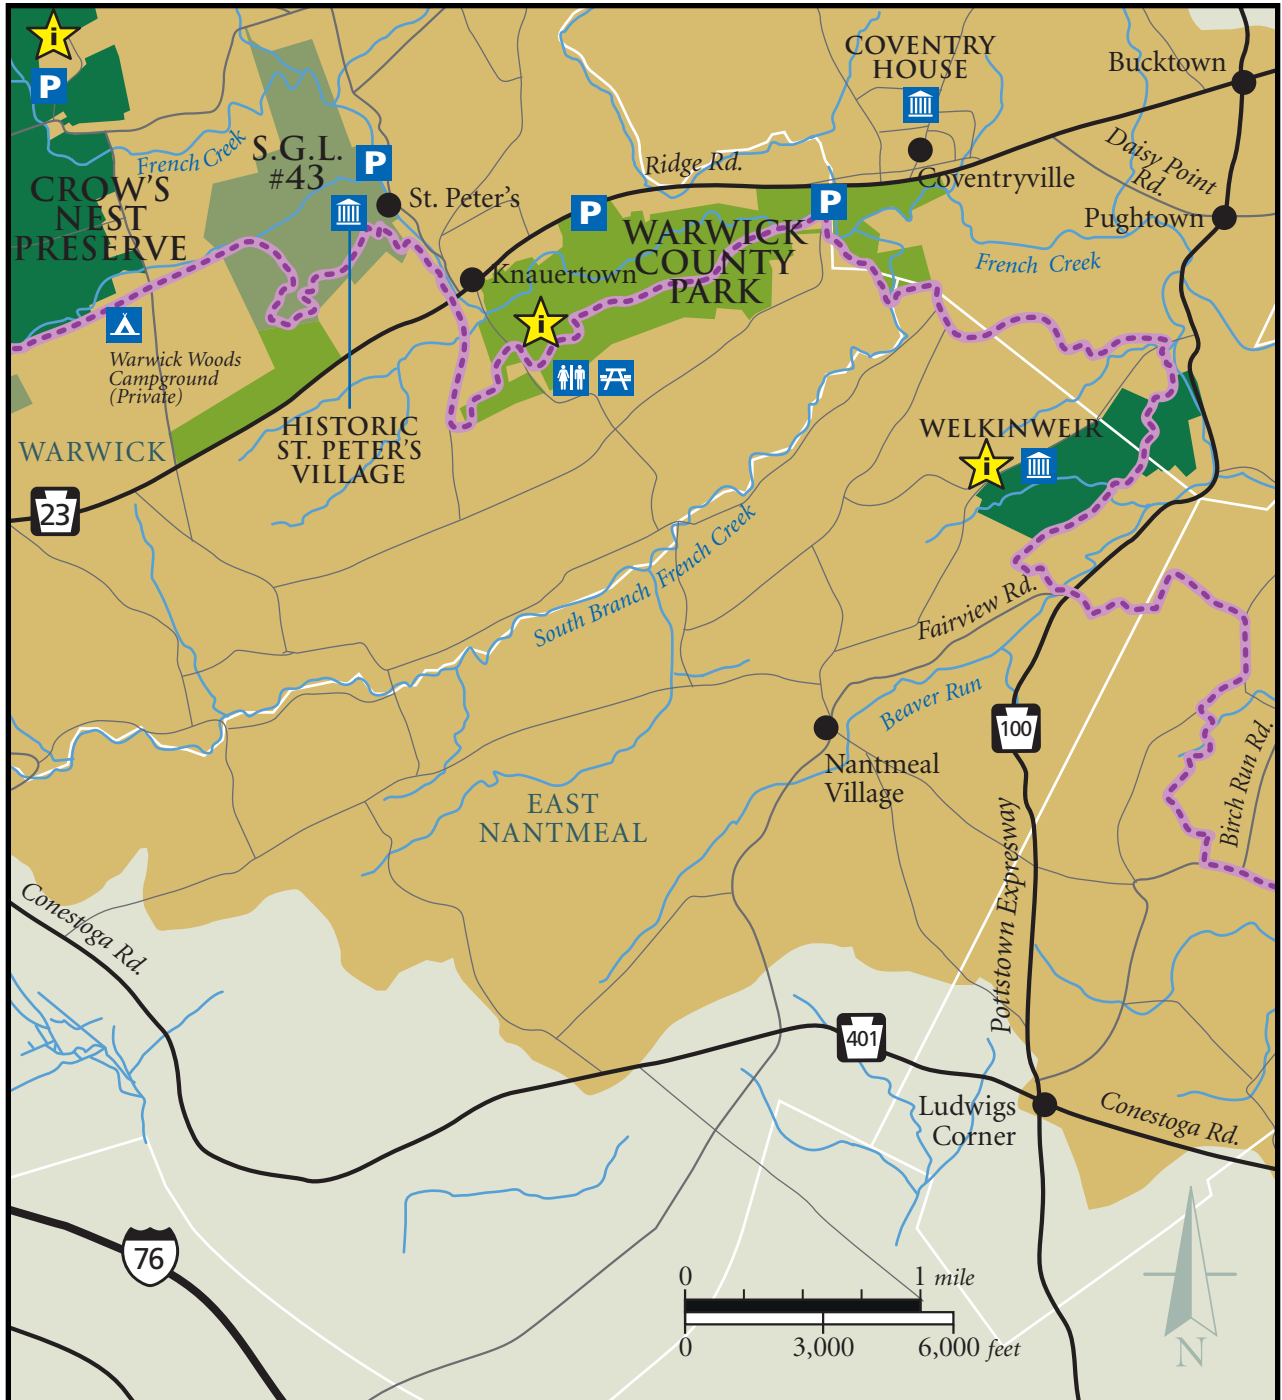 i
P
COVENTRY
HOUSE
Bucktown
French Creek
S.G.L.
#43
P
Ridge Rd.
Daisy Point
Rd.
Coventryville
CROW'S
NEST
PRESERVE
St. Peter's
P
P
Pughtown
WARWICK
COUNTY
PARK
French Creek
Knauertown
i
Warwick Woods
Campground
(Private)
HISTORIC
ST. PETER'S
VILLAGE
WARWICK
WELKINWEIR
i
23
South Branch French Creek
Fairview Rd.
Beaver Run
100
Nantmeal
Village
Birch Run Rd.
EAST
NANTMEAL
Pottstown Expresway
Conestoga Rd.
401
Ludwigs
Corner
Conestoga Rd.
76
0 1 mile
0 3,000 6,000 feet
N